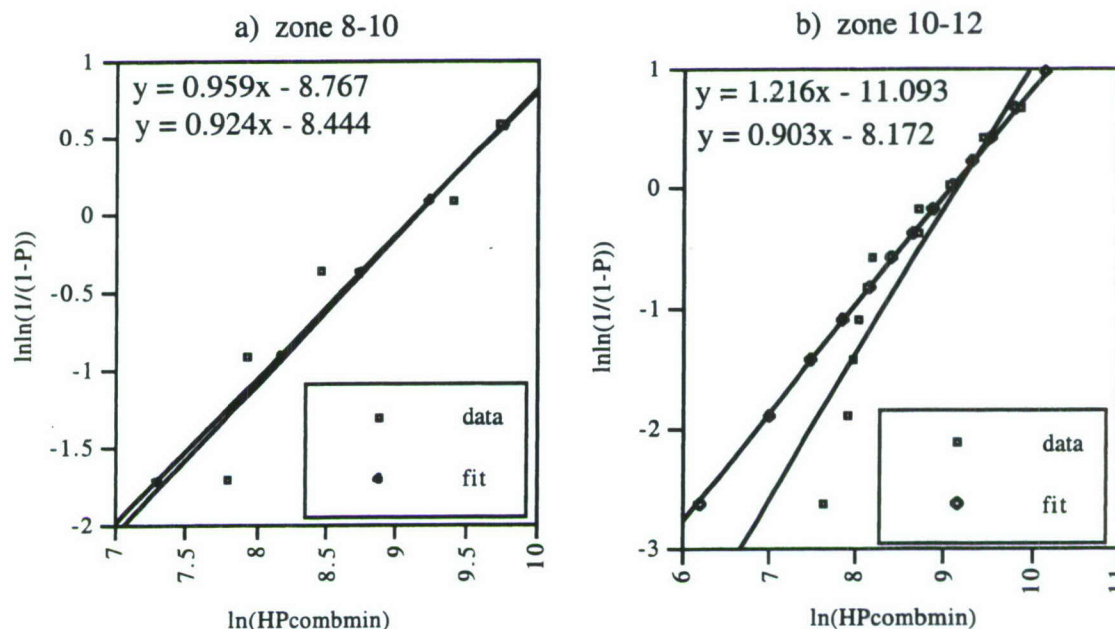 a) zone 8-10
y = 0.959x - 8.767
y = 0.924x - 8.444
1
0.5
0
-0.5
-1
-1.5
-2
lnln(1/(1-P))
data
fit
7
7.5
8
8.5
9
9.5
10
ln(HPcombmin)
b) zone 10-12
y = 1.216x - 11.093
y = 0.903x - 8.172
1
0
-1
-2
-3
lnln(1/(1-P))
data
fit
6
7
8
9
10
11
ln(HPcombmin)